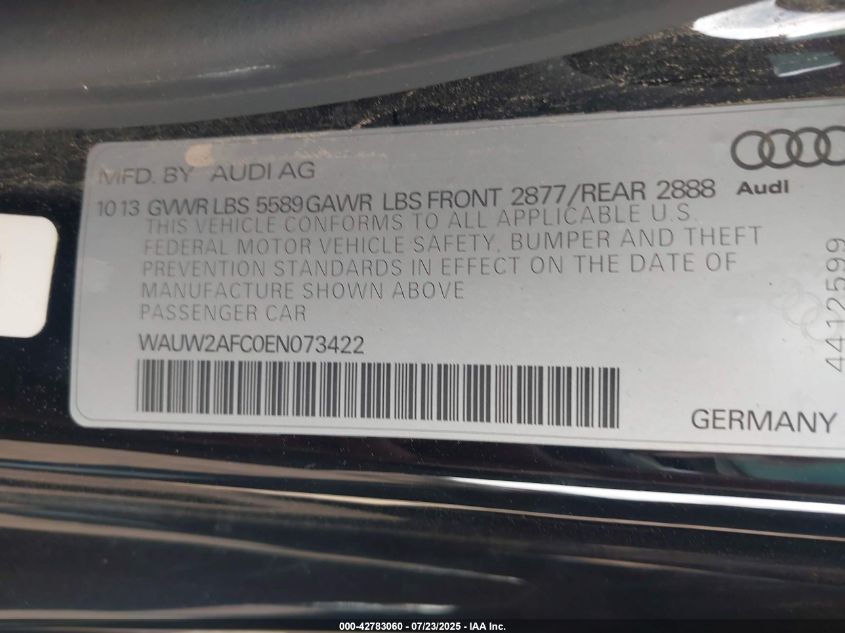 MFD. BY AUDI AG
10 13 GVWR LBS 5589 GAWR LBS FRONT 2877/REAR 2888
Audi
THIS VEHICLE CONFORMS TO ALL APPLICABLE U.S.
FEDERAL MOTOR VEHICLE SAFETY. BUMPER AND THEFT
PREVENTION STANDARDS IN EFFECT ON THE DATE OF
MANUFACTURE SHOWN ABOVE
PASSENGER CAR
WAUW2AFC0EN073422
GERMANY
4412599
000-42783060 - 07/23/2025 - IAA Inc.